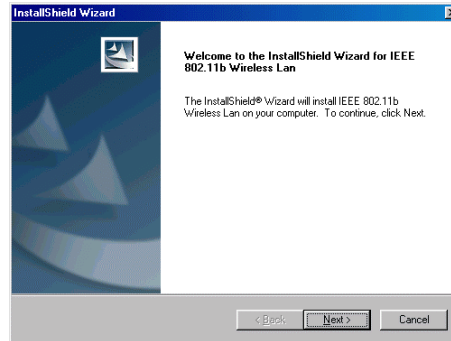 InstallShield Wizard
Welcome to the InstallShield Wizard for IEEE
802.11b Wireless Lan
The InstallShield® Wizard will install IEEE 802.11b
Wireless Lan on your computer. To continue, click Next.
< Back
Next >
Cancel